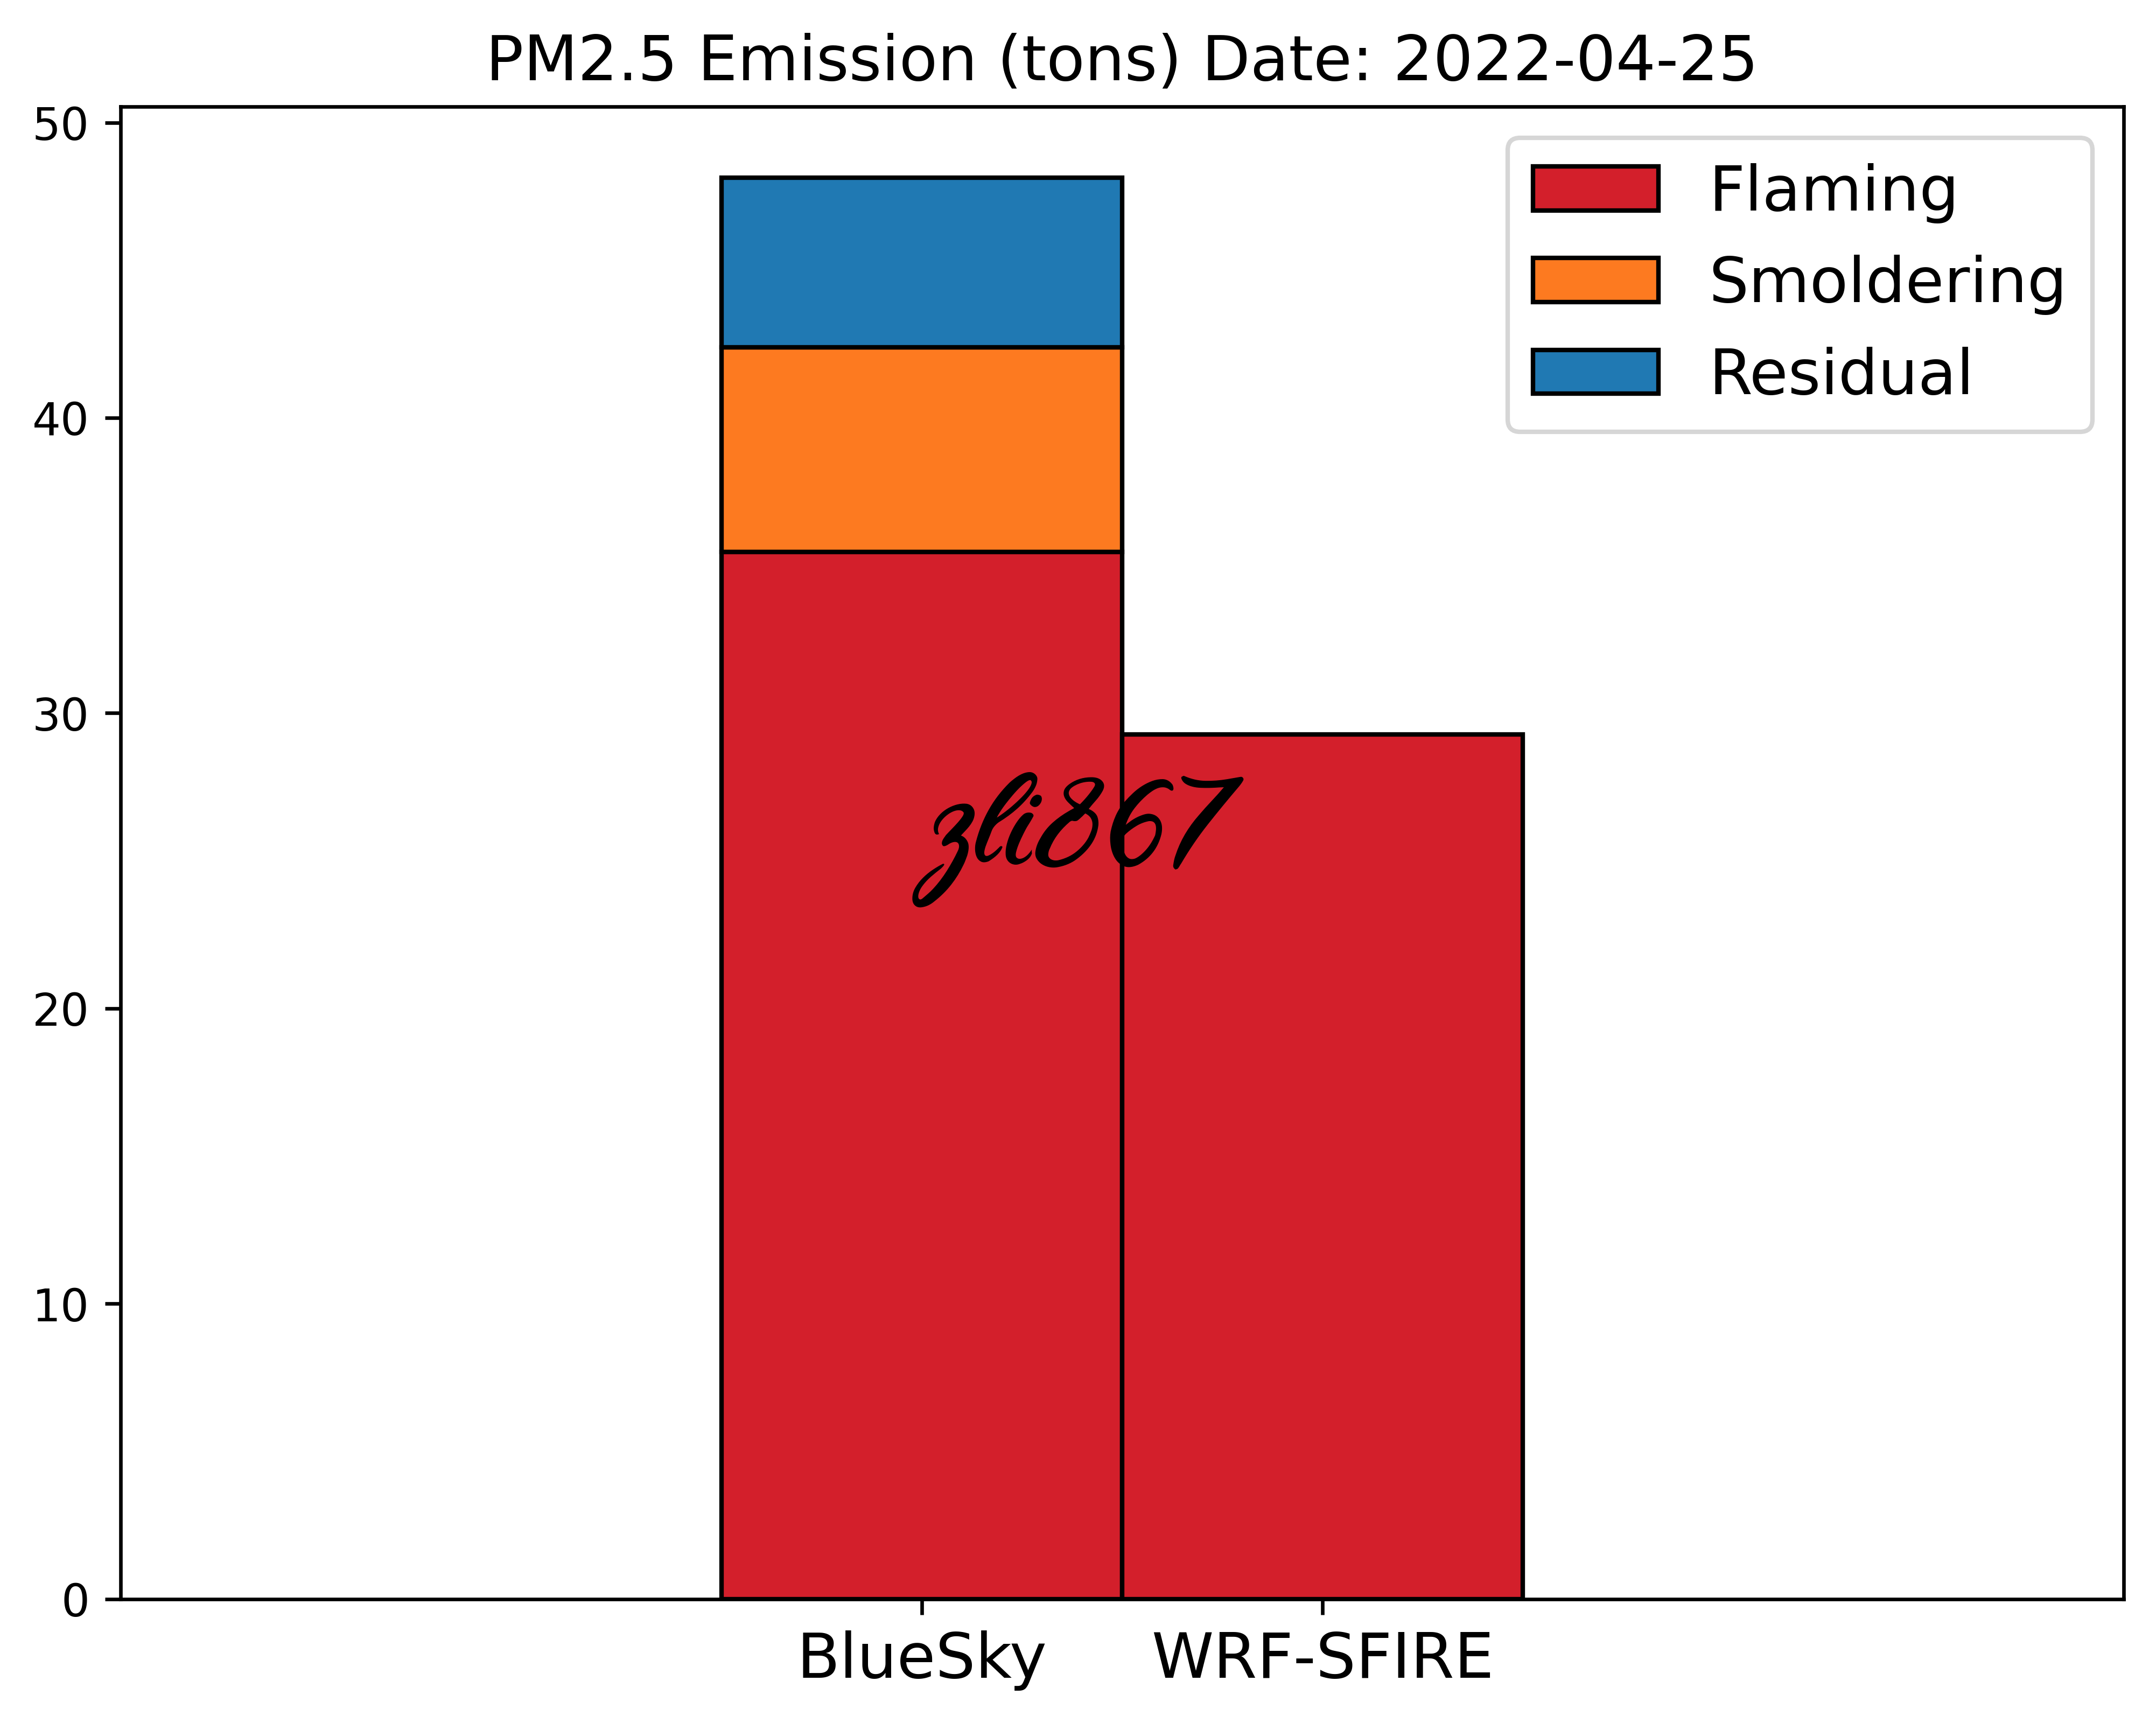 PM2.5 Emission (tons) Date: 2022-04-25
50
40
30
20
10
0
Flaming
Smoldering
Residual
zli867
BlueSky WRF-SFIRE